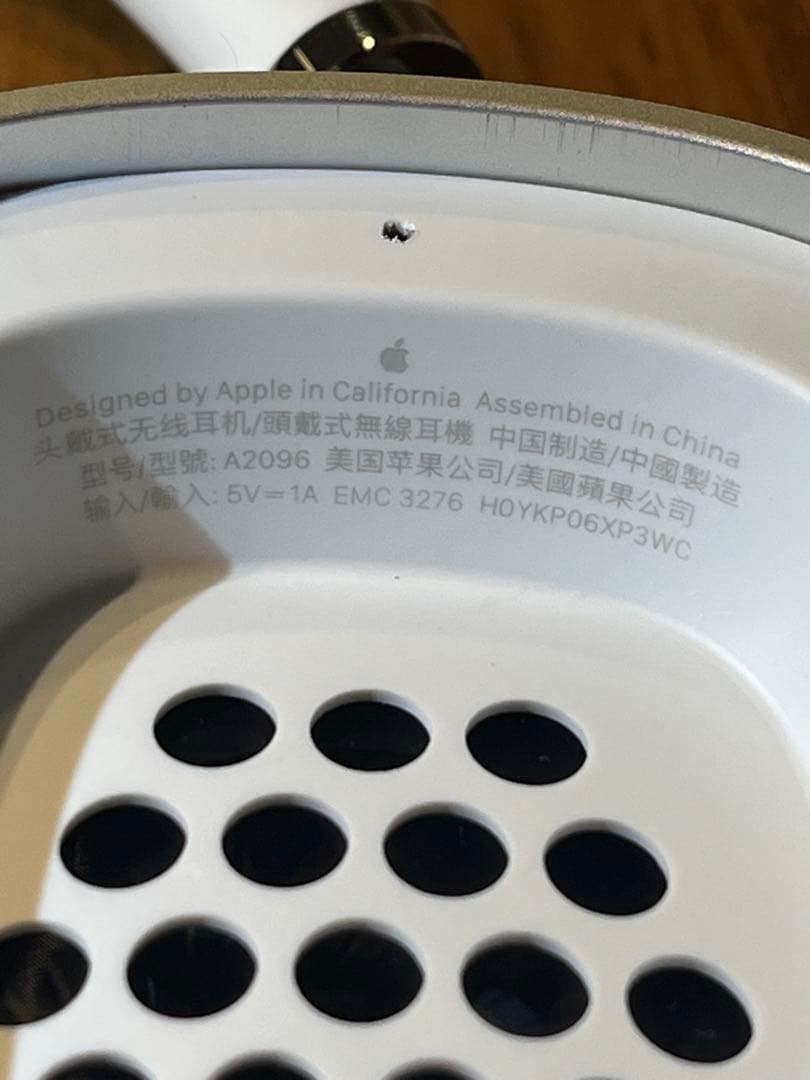 Designed by Apple in California Assembled in China
头戴式无线耳机/頭戴式無線耳機 中国制造/中國製造
型号/型號: A2096 美国苹果公司/美國蘋果公司
输入/輸入: 5V⎓1A EMC 3276 H0YKP06XP3WC